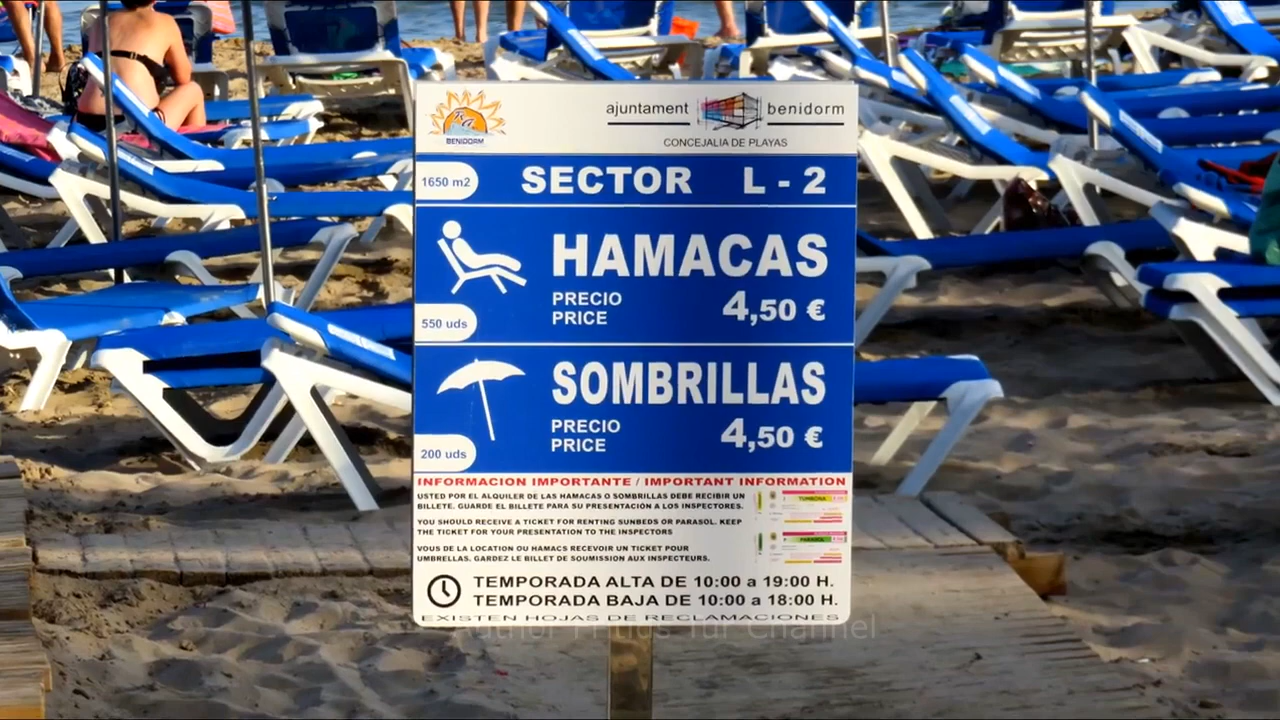 BENIDORM
ajuntament benidorm
CONCEJALIA DE PLAYAS
1650 m2
SECTOR L - 2
HAMACAS
PRECIO
PRICE
4,50 €
550 uds
SOMBRILLAS
PRECIO
PRICE
4,50 €
200 uds
INFORMACION IMPORTANTE / IMPORTANT INFORMATION
USTED POR EL ALQUILER DE LAS HAMACAS O SOMBRILLAS DEBE RECIBIR UN
BILLETE. GUARDE EL BILLETE PARA SU PRESENTACIÓN A LOS INSPECTORES.
YOU SHOULD RECEIVE A TICKET FOR RENTING SUNBEDS OR PARASOL. KEEP
THE TICKET FOR YOUR PRESENTATION TO THE INSPECTORS
VOUS DE LA LOCATION OU HAMACS RECEVOIR UN TICKET POUR
UMBRELLAS. GARDEZ LE BILLET DE SOUMISSION AUX INSPECTEURS.
TUMBONA
PARASOL
TEMPORADA ALTA DE 10:00 a 19:00 H.
TEMPORADA BAJA DE 10:00 a 18:00 H.
EXISTEN HOJAS DE RECLAMACIONES
Tur Channel